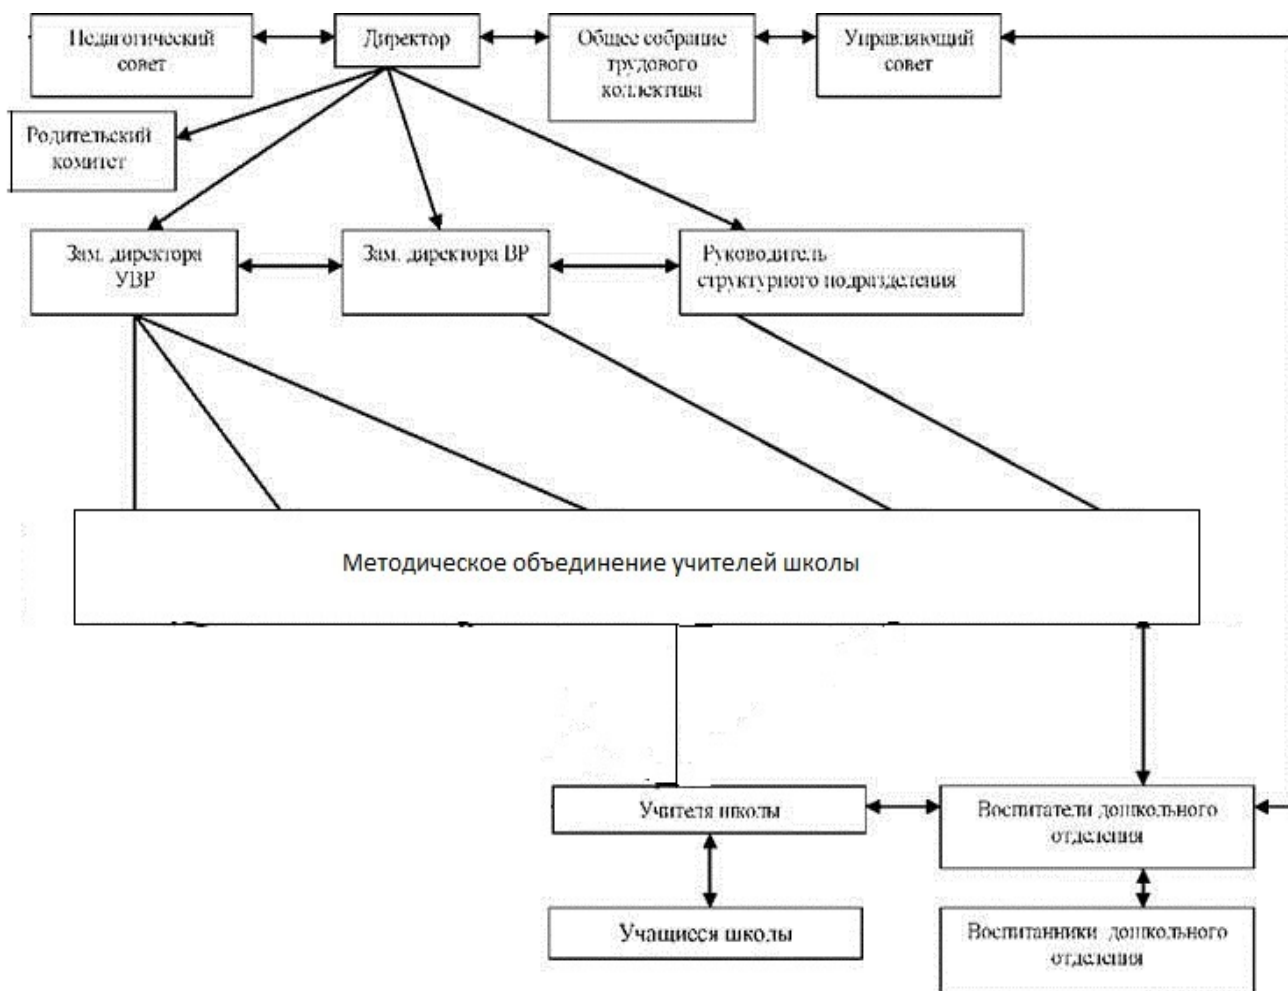 Педагогический
совет
Директор
Общее собрание
трудового
коллектива
Управляющий
совет
Родительский
комитет
Зам. директора
УВР
Зам. директора ВР
Руководитель
структурного подразделения
Методическое объединение учителей школы
Учителя школы
Воспитатели дошкольного
отделения
Учащиеся школы
Воспитанники дошкольного
отделения